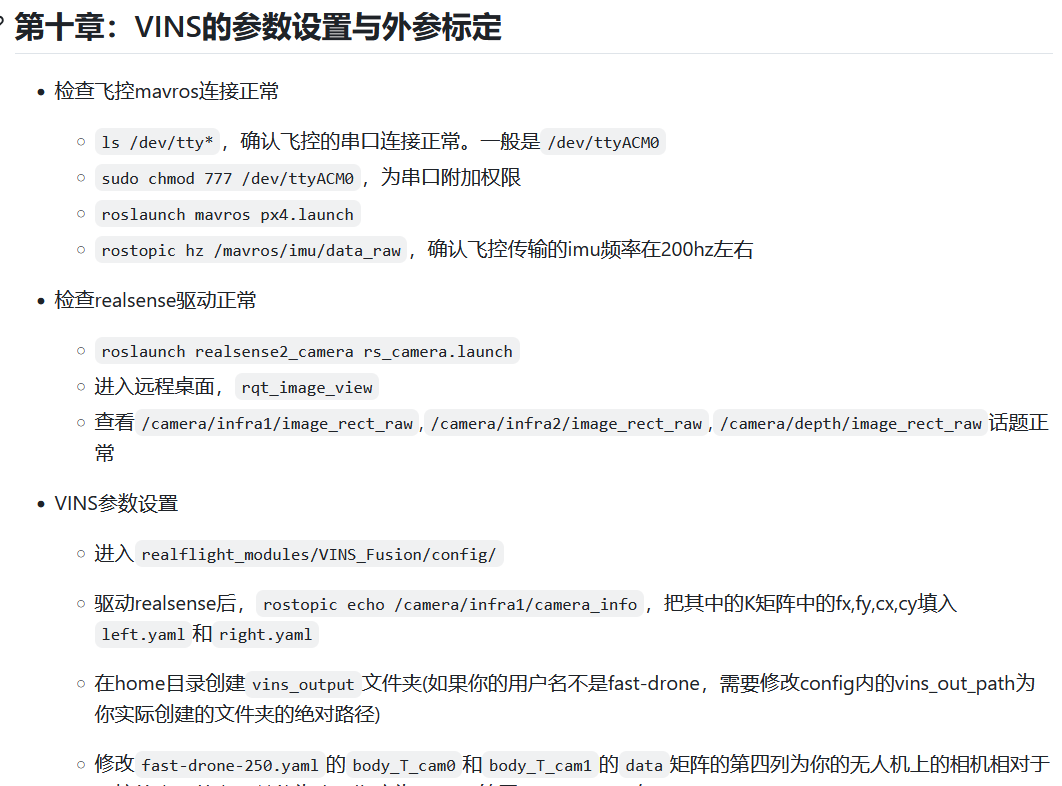 第十章：VINS的参数设置与外参标定
检查飞控mavros连接正常
ls /dev/tty*，确认飞控的串口连接正常。一般是 /dev/ttyACM0
sudo chmod 777 /dev/ttyACM0，为串口附加权限
roslaunch mavros px4.launch
rostopic hz /mavros/imu/data_raw，确认飞控传输的imu频率在200hz左右
检查realsense驱动正常
roslaunch realsense2_camera rs_camera.launch
进入远程桌面，rqt_image_view
查看 /camera/infra1/image_rect_raw,/camera/infra2/image_rect_raw,/camera/depth/image_rect_raw 话题正
常
VINS参数设置
进入 realflight_modules/VINS_Fusion/config/
驱动realsense后，rostopic echo /camera/infra1/camera_info，把其中的K矩阵中的fx,fy,cx,cy填入
left.yaml 和 right.yaml
在home目录创建 vins_output 文件夹(如果你的用户名不是fast-drone，需要修改config内的vins_out_path为
你实际创建的文件夹的绝对路径)
修改 fast-drone-250.yaml 的 body_T_cam0 和 body_T_cam1 的 data 矩阵的第四列为你的无人机上的相机相对于